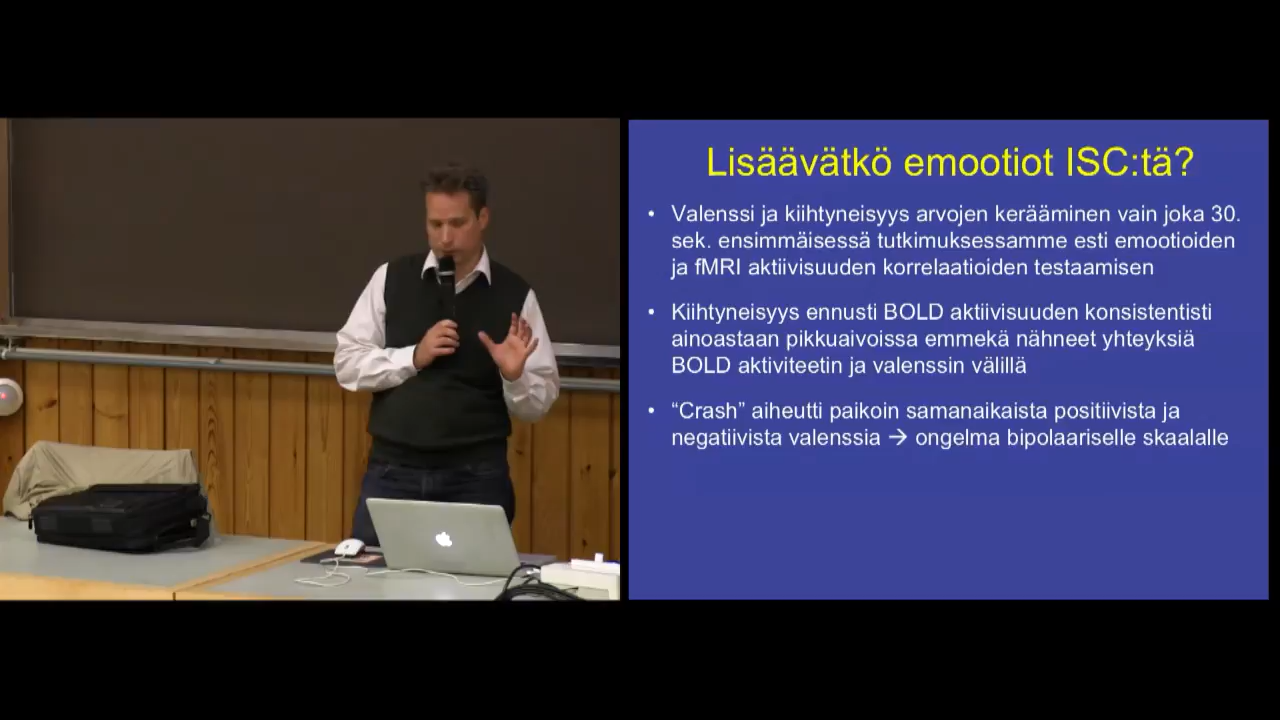 Lisäävätkö emootiot ISC:tä?
• Valenssi ja kiihtyneisyys arvojen kerääminen vain joka 30.
sek. ensimmäisessä tutkimuksessamme esti emootioiden
ja fMRI aktiivisuuden korrelaatioiden testaamisen
• Kiihtyneisyys ennusti BOLD aktiivisuuden konsistentisti
ainoastaan pikkuaivoissa emmekä nähneet yhteyksiä
BOLD aktiviteetin ja valenssin välillä
• “Crash” aiheutti paikoin samanaikaista positiivista ja
negatiivista valenssia → ongelma bipolaariselle skaalalle